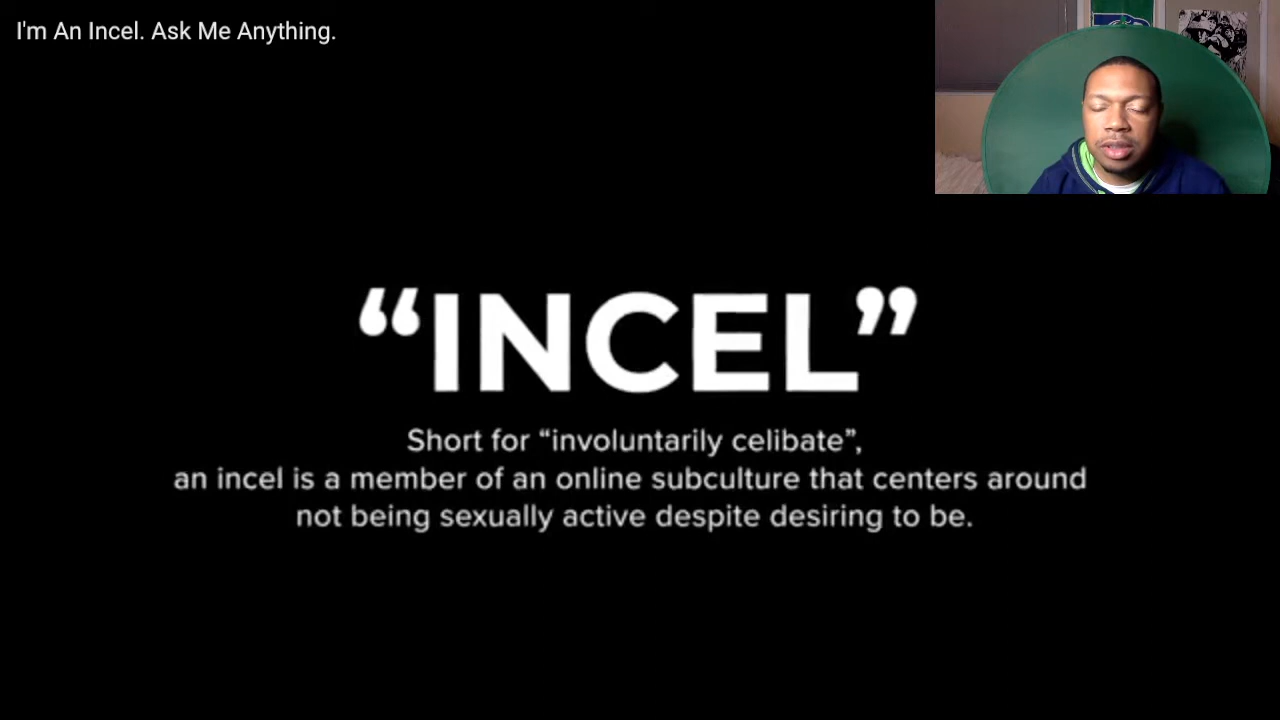 I'm An Incel. Ask Me Anything.
“INCEL”
Short for “involuntarily celibate”,
an incel is a member of an online subculture that centers around
not being sexually active despite desiring to be.